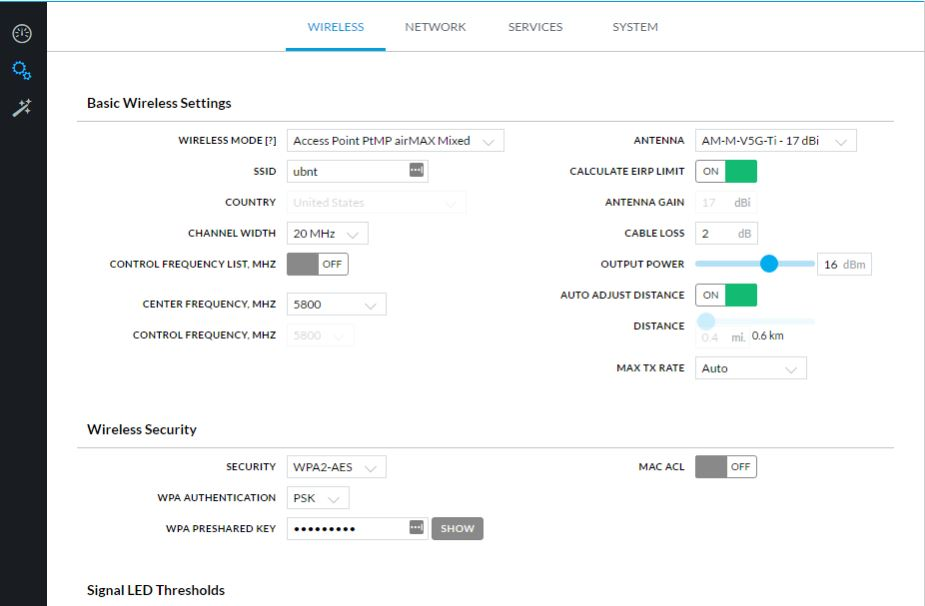 WIRELESS NETWORK SERVICES SYSTEM
Basic Wireless Settings
WIRELESS MODE [?] Access Point PtMP airMAX Mixed
SSID ubnt
COUNTRY United States
CHANNEL WIDTH 20 MHz
CONTROL FREQUENCY LIST, MHZ OFF
CENTER FREQUENCY, MHZ 5800
CONTROL FREQUENCY, MHZ 5800
ANTENNA AM-M-V5G-Ti - 17 dBi
CALCULATE EIRP LIMIT ON
ANTENNA GAIN 17 dBi
CABLE LOSS 2 dB
OUTPUT POWER 16 dBm
AUTO ADJUST DISTANCE ON
DISTANCE 0.4 mi. 0.6 km
MAX TX RATE Auto
Wireless Security
SECURITY WPA2-AES
WPA AUTHENTICATION PSK
WPA PRESHARED KEY ••••••••• SHOW
MAC ACL OFF
Signal LED Thresholds